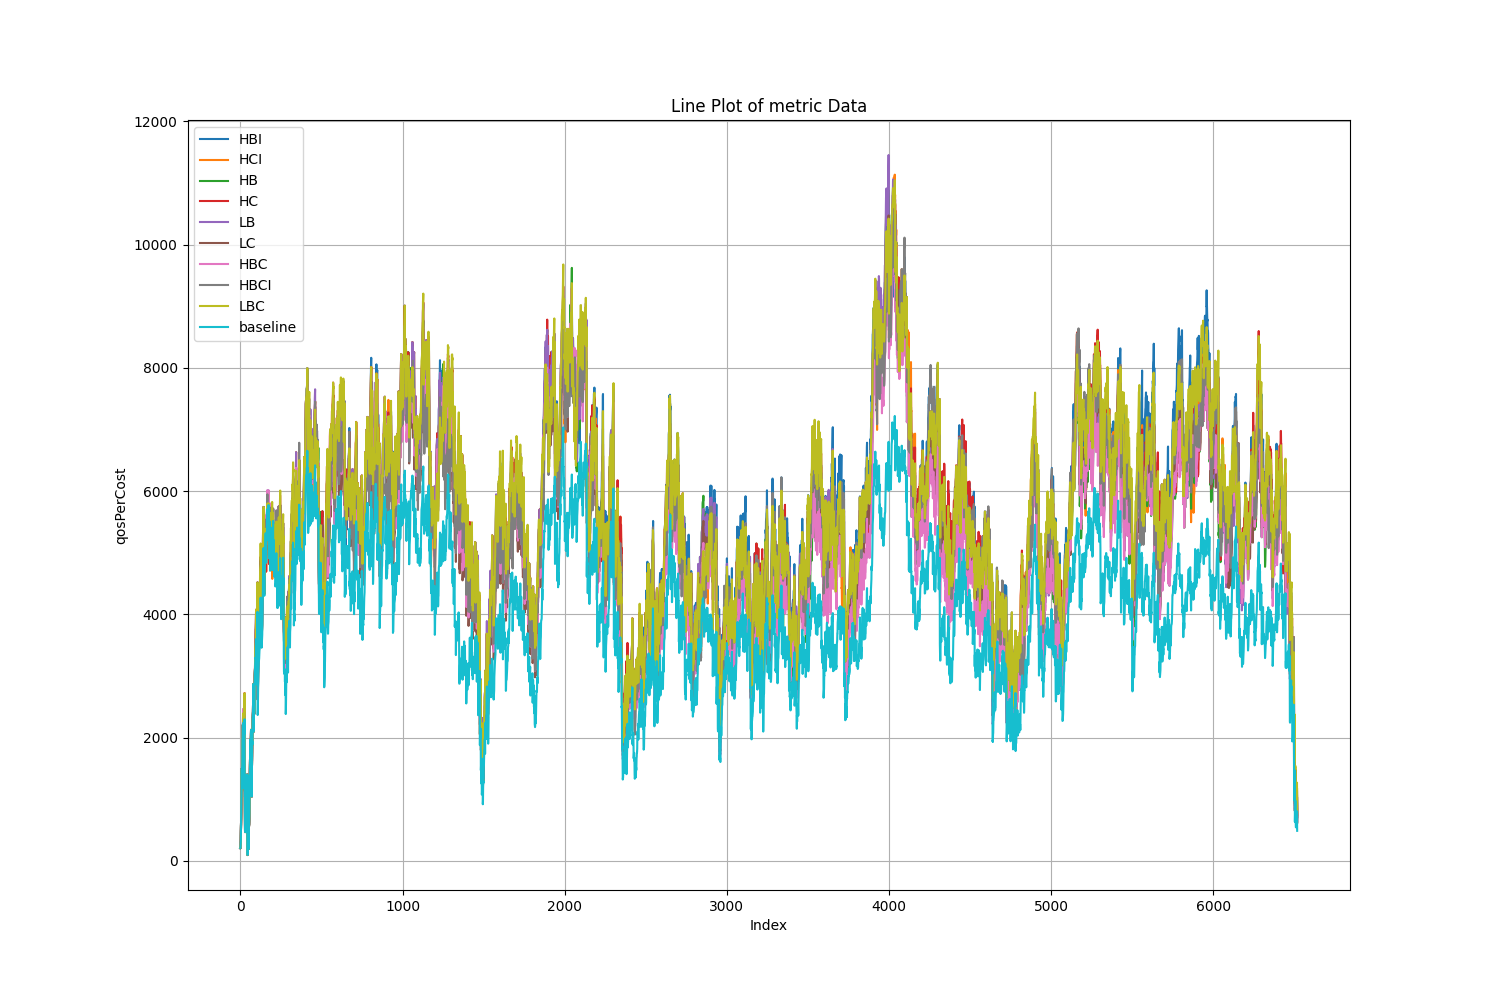 Line Plot of metric Data
12000
10000
8000
6000
4000
2000
0
qosPerCost
HBI
HCI
HB
HC
LB
LC
HBC
HBCI
LBC
baseline
0 1000 2000 3000 4000 5000 6000
Index